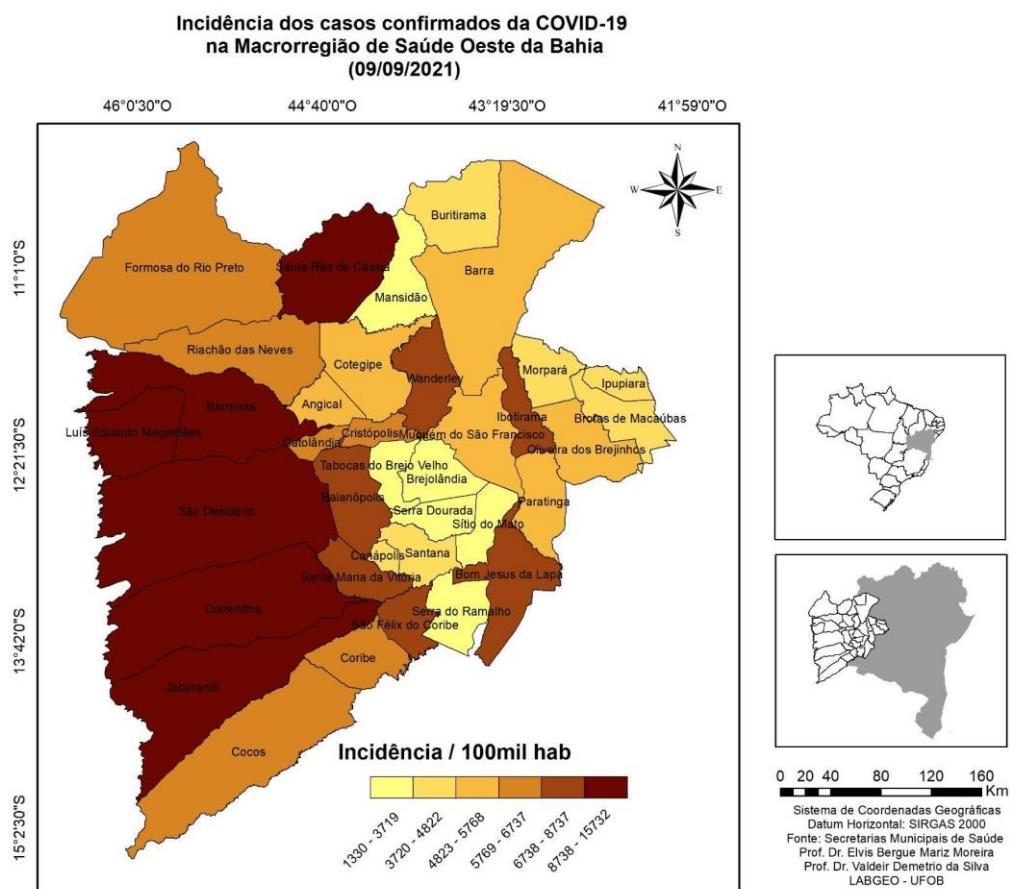 Incidência dos casos confirmados da COVID-19
na Macrorregião de Saúde Oeste da Bahia
(09/09/2021)
46°0'30"O 44°40'0"O 43°19'30"O 41°59'0"O
11°1'0"S
12°21'30"S
13°42'0"S
15°2'30"S
N
W E
S
Buritirama
Formosa do Rio Preto
Santa Rita de Cássia
Barra
Mansidão
Riachão das Neves
Cotegipe
Wanderley
Morpará
Ipupiara
Angical
Barreiras
Ibotirama
Brotas de Macaúbas
Luís Eduardo Magalhães
Catolândia
Cristópolis
Muquém do São Francisco
Oliveira dos Brejinhos
Tabocas do Brejo Velho
Brejolândia
Baianópolis
Paratinga
São Desidério
Serra Dourada
Sítio do Mato
Canápolis
Santana
Santa Maria da Vitória
Bom Jesus da Lapa
Correntina
Serra do Ramalho
São Félix do Coribe
Coribe
Jaborandi
Cocos
Incidência / 100mil hab
1330 - 3719
3720 - 4822
4823 - 5768
5769 - 6737
6738 - 8737
8738 - 15732
0 20 40 80 120 160
Km
Sistema de Coordenadas Geográficas
Datum Horizontal: SIRGAS 2000
Fonte: Secretarias Municipais de Saúde
Prof. Dr. Elvis Bergue Mariz Moreira
Prof. Dr. Valdeir Demetrio da Silva
LABGEO - UFOB